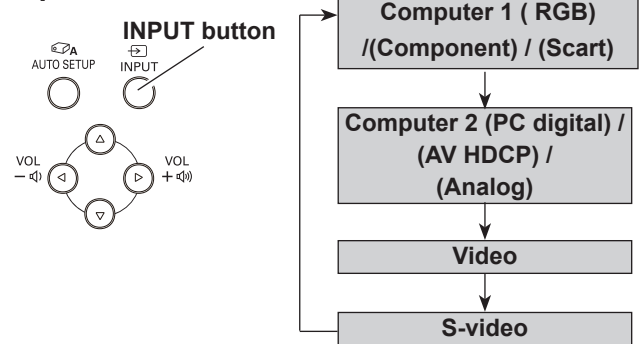 INPUT button
A
AUTO SETUP
INPUT
VOL
−
VOL
+
Computer 1 ( RGB)
/(Component) / (Scart)
Computer 2 (PC digital) /
(AV HDCP) /
(Analog)
Video
S-video